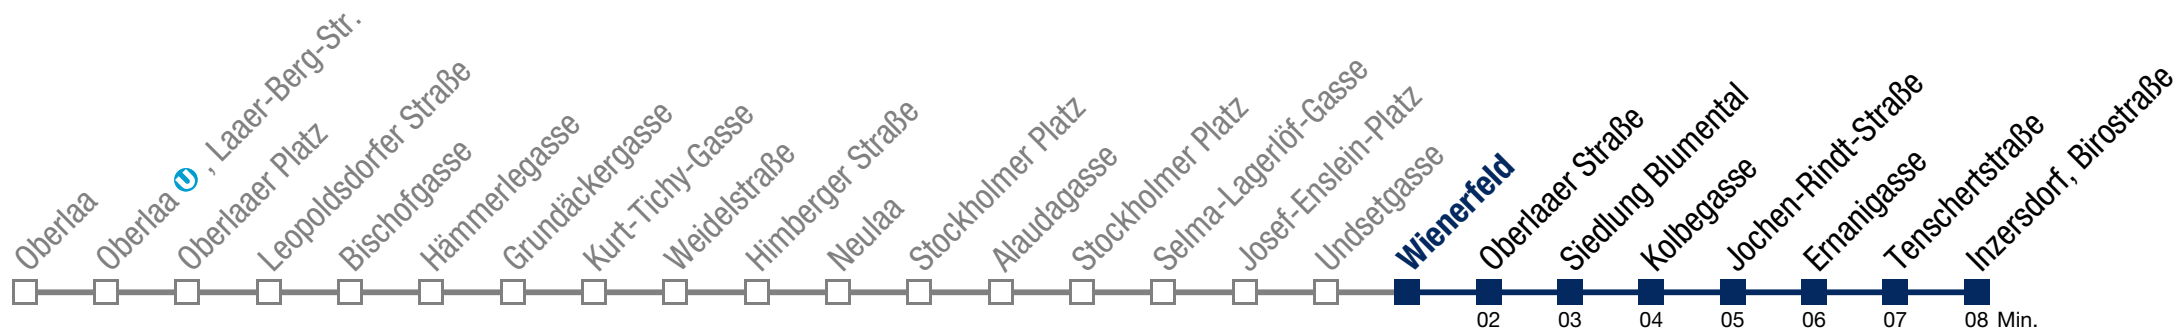 Oberlaa
Oberlaa U, Laaer-Berg-Str.
Oberlaaer Platz
Leopoldsdorfer Straße
Bischofgasse
Hämmerlegasse
Grundäckergasse
Kurt-Tichy-Gasse
Weidelstraße
Himberger Straße
Neulaa
Stockholmer Platz
Alaudagasse
Stockholmer Platz
Selma-Lagerlöf-Gasse
Josef-Enslein-Platz
Undsetgasse
Wienerfeld
Oberlaaer Straße
Siedlung Blumental
Kolbegasse
Jochen-Rindt-Straße
Ernanigasse
Tenschertstraße
Inzersdorf, Birostraße
02 03 04 05 06 07 08 Min.